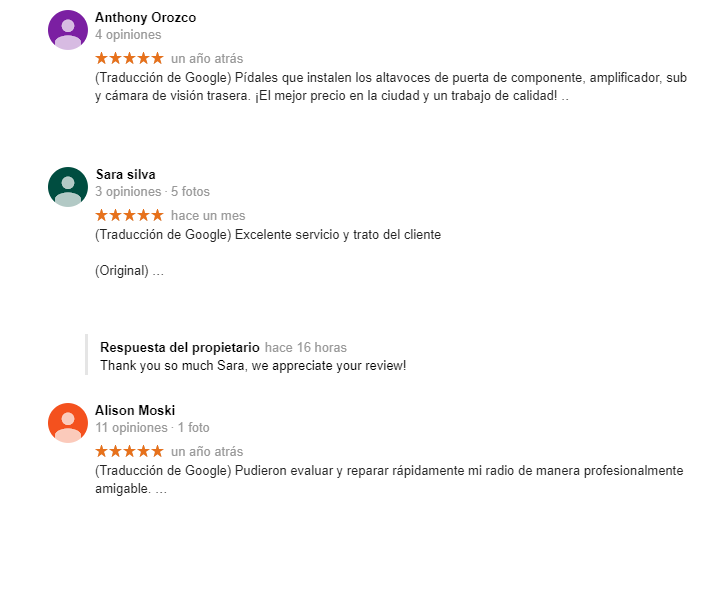 Anthony Orozco
4 opiniones
un año atrás
(Traducción de Google) Pídales que instalen los altavoces de puerta de componente, amplificador, sub
y cámara de visión trasera. ¡El mejor precio en la ciudad y un trabajo de calidad! ..
Sara silva
3 opiniones · 5 fotos
hace un mes
(Traducción de Google) Excelente servicio y trato del cliente
(Original) ...
Respuesta del propietario hace 16 horas
Thank you so much Sara, we appreciate your review!
Alison Moski
11 opiniones · 1 foto
un año atrás
(Traducción de Google) Pudieron evaluar y reparar rápidamente mi radio de manera profesionalmente
amigable. ...